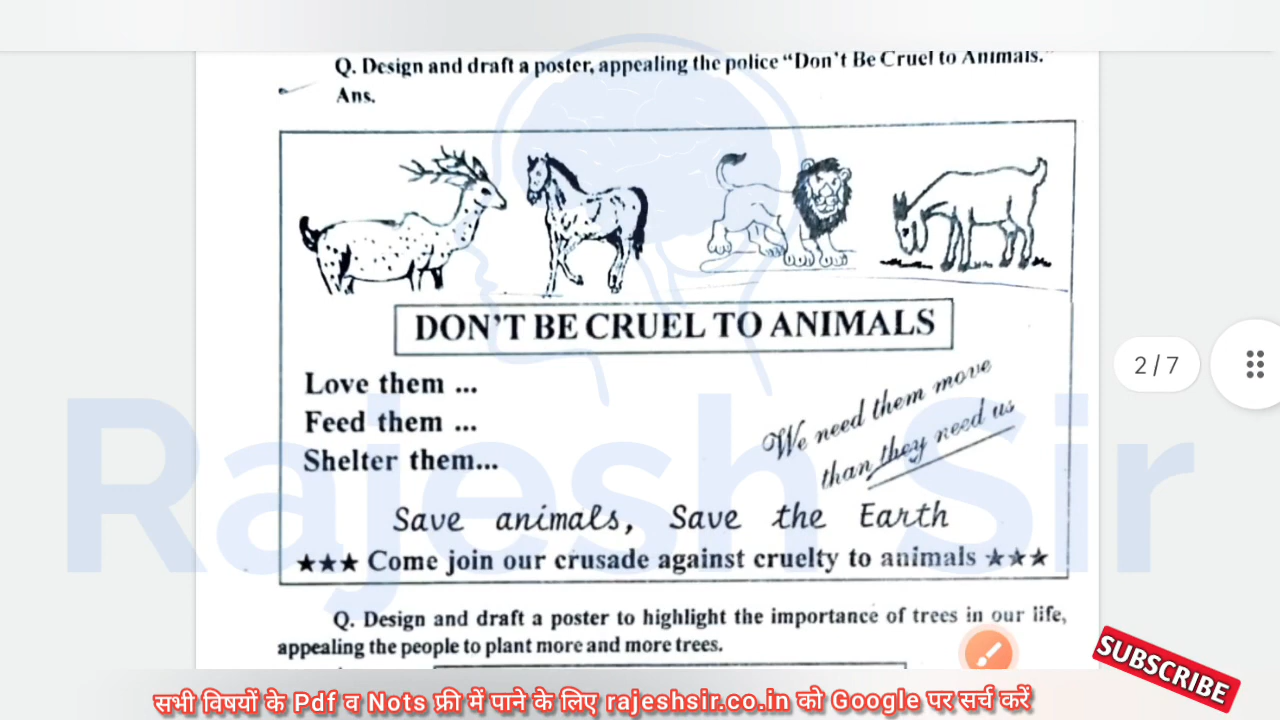 Q. Design and draft a poster, appealing the police “Don’t Be Cruel to Animals.”
Ans.
DON’T BE CRUEL TO ANIMALS
Love them ...
Feed them ...
Shelter them...
We need them move
than they need us
Save animals, Save the Earth
★★★ Come join our crusade against cruelty to animals ★★★
2 / 7
Rajesh Sir
Q. Design and draft a poster to highlight the importance of trees in our life,
appealing the people to plant more and more trees.
SUBSCRIBE
सभी विषयों के Pdf व Nots फ्री में पाने के लिए rajeshsir.co.in को Google पर सर्च करें